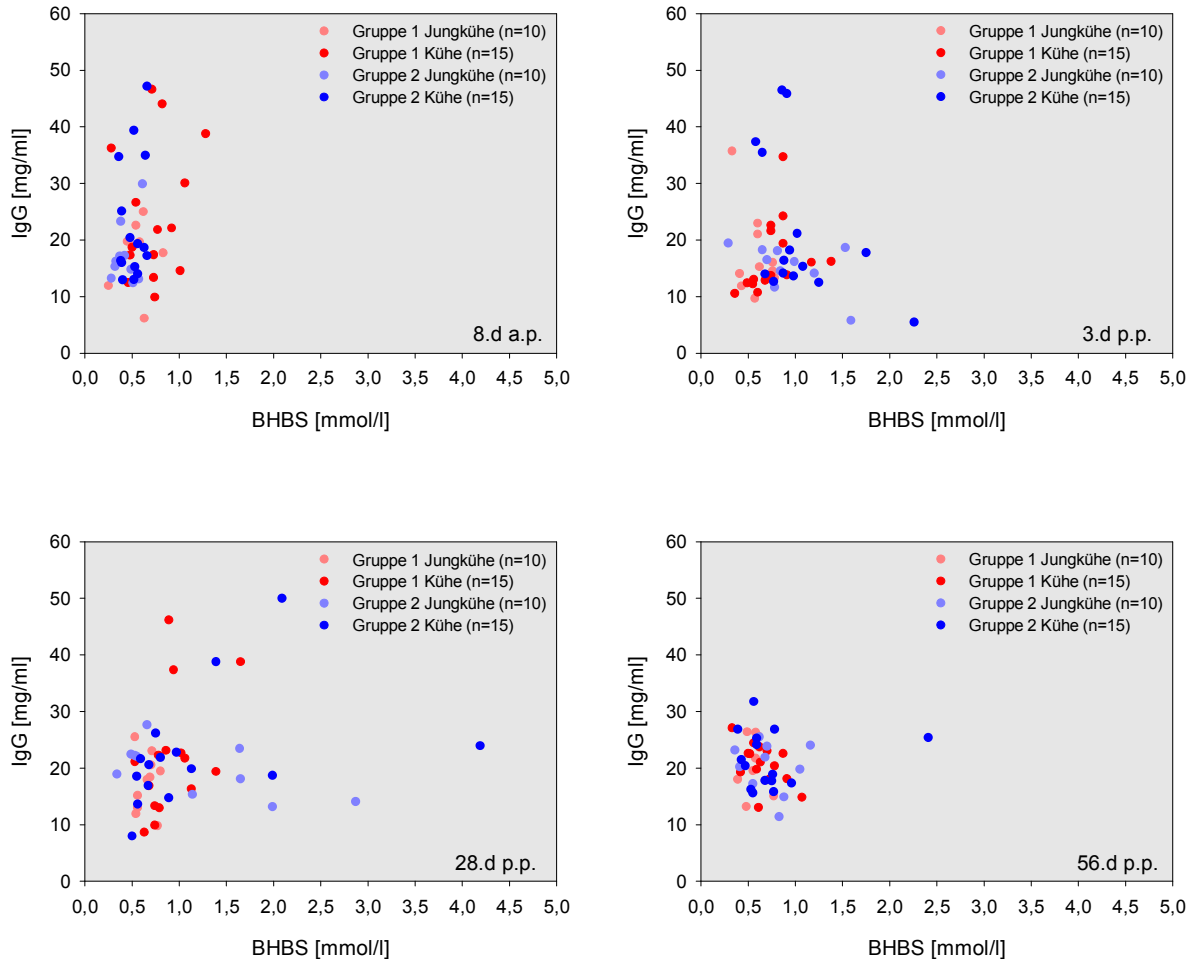 Gruppe 1 Jungkühe (n=10)
Gruppe 1 Kühe (n=15)
Gruppe 2 Jungkühe (n=10)
Gruppe 2 Kühe (n=15)
60
50
40
30
20
10
0
IgG [mg/ml]
8.d a.p.
0,0 0,5 1,0 1,5 2,0 2,5 3,0 3,5 4,0 4,5 5,0
BHBS [mmol/l]
Gruppe 1 Jungkühe (n=10)
Gruppe 1 Kühe (n=15)
Gruppe 2 Jungkühe (n=10)
Gruppe 2 Kühe (n=15)
60
50
40
30
20
10
0
IgG [mg/ml]
3.d p.p.
0,0 0,5 1,0 1,5 2,0 2,5 3,0 3,5 4,0 4,5 5,0
BHBS [mmol/l]
Gruppe 1 Jungkühe (n=10)
Gruppe 1 Kühe (n=15)
Gruppe 2 Jungkühe (n=10)
Gruppe 2 Kühe (n=15)
60
50
40
30
20
10
0
IgG [mg/ml]
28.d p.p.
0,0 0,5 1,0 1,5 2,0 2,5 3,0 3,5 4,0 4,5 5,0
BHBS [mmol/l]
Gruppe 1 Jungkühe (n=10)
Gruppe 1 Kühe (n=15)
Gruppe 2 Jungkühe (n=10)
Gruppe 2 Kühe (n=15)
60
50
40
30
20
10
0
IgG [mg/ml]
56.d p.p.
0,0 0,5 1,0 1,5 2,0 2,5 3,0 3,5 4,0 4,5 5,0
BHBS [mmol/l]